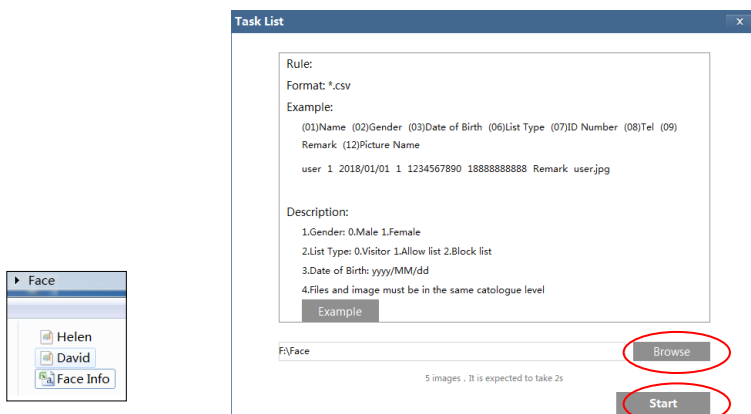 Task List
x
Rule:
Format: *.csv
Example:
(01)Name (02)Gender (03)Date of Birth (06)List Type (07)ID Number (08)Tel (09)
Remark (12)Picture Name
user 1 2018/01/01 1 1234567890 18888888888 Remark user.jpg
Description:
1.Gender: 0.Male 1.Female
2.List Type: 0.Visitor 1.Allow list 2.Block list
3.Date of Birth: yyyy/MM/dd
4.Files and image must be in the same catologue level
Example
F:\Face
Browse
5 images , It is expected to take 2s
Start
Face
Helen
David
Face Info